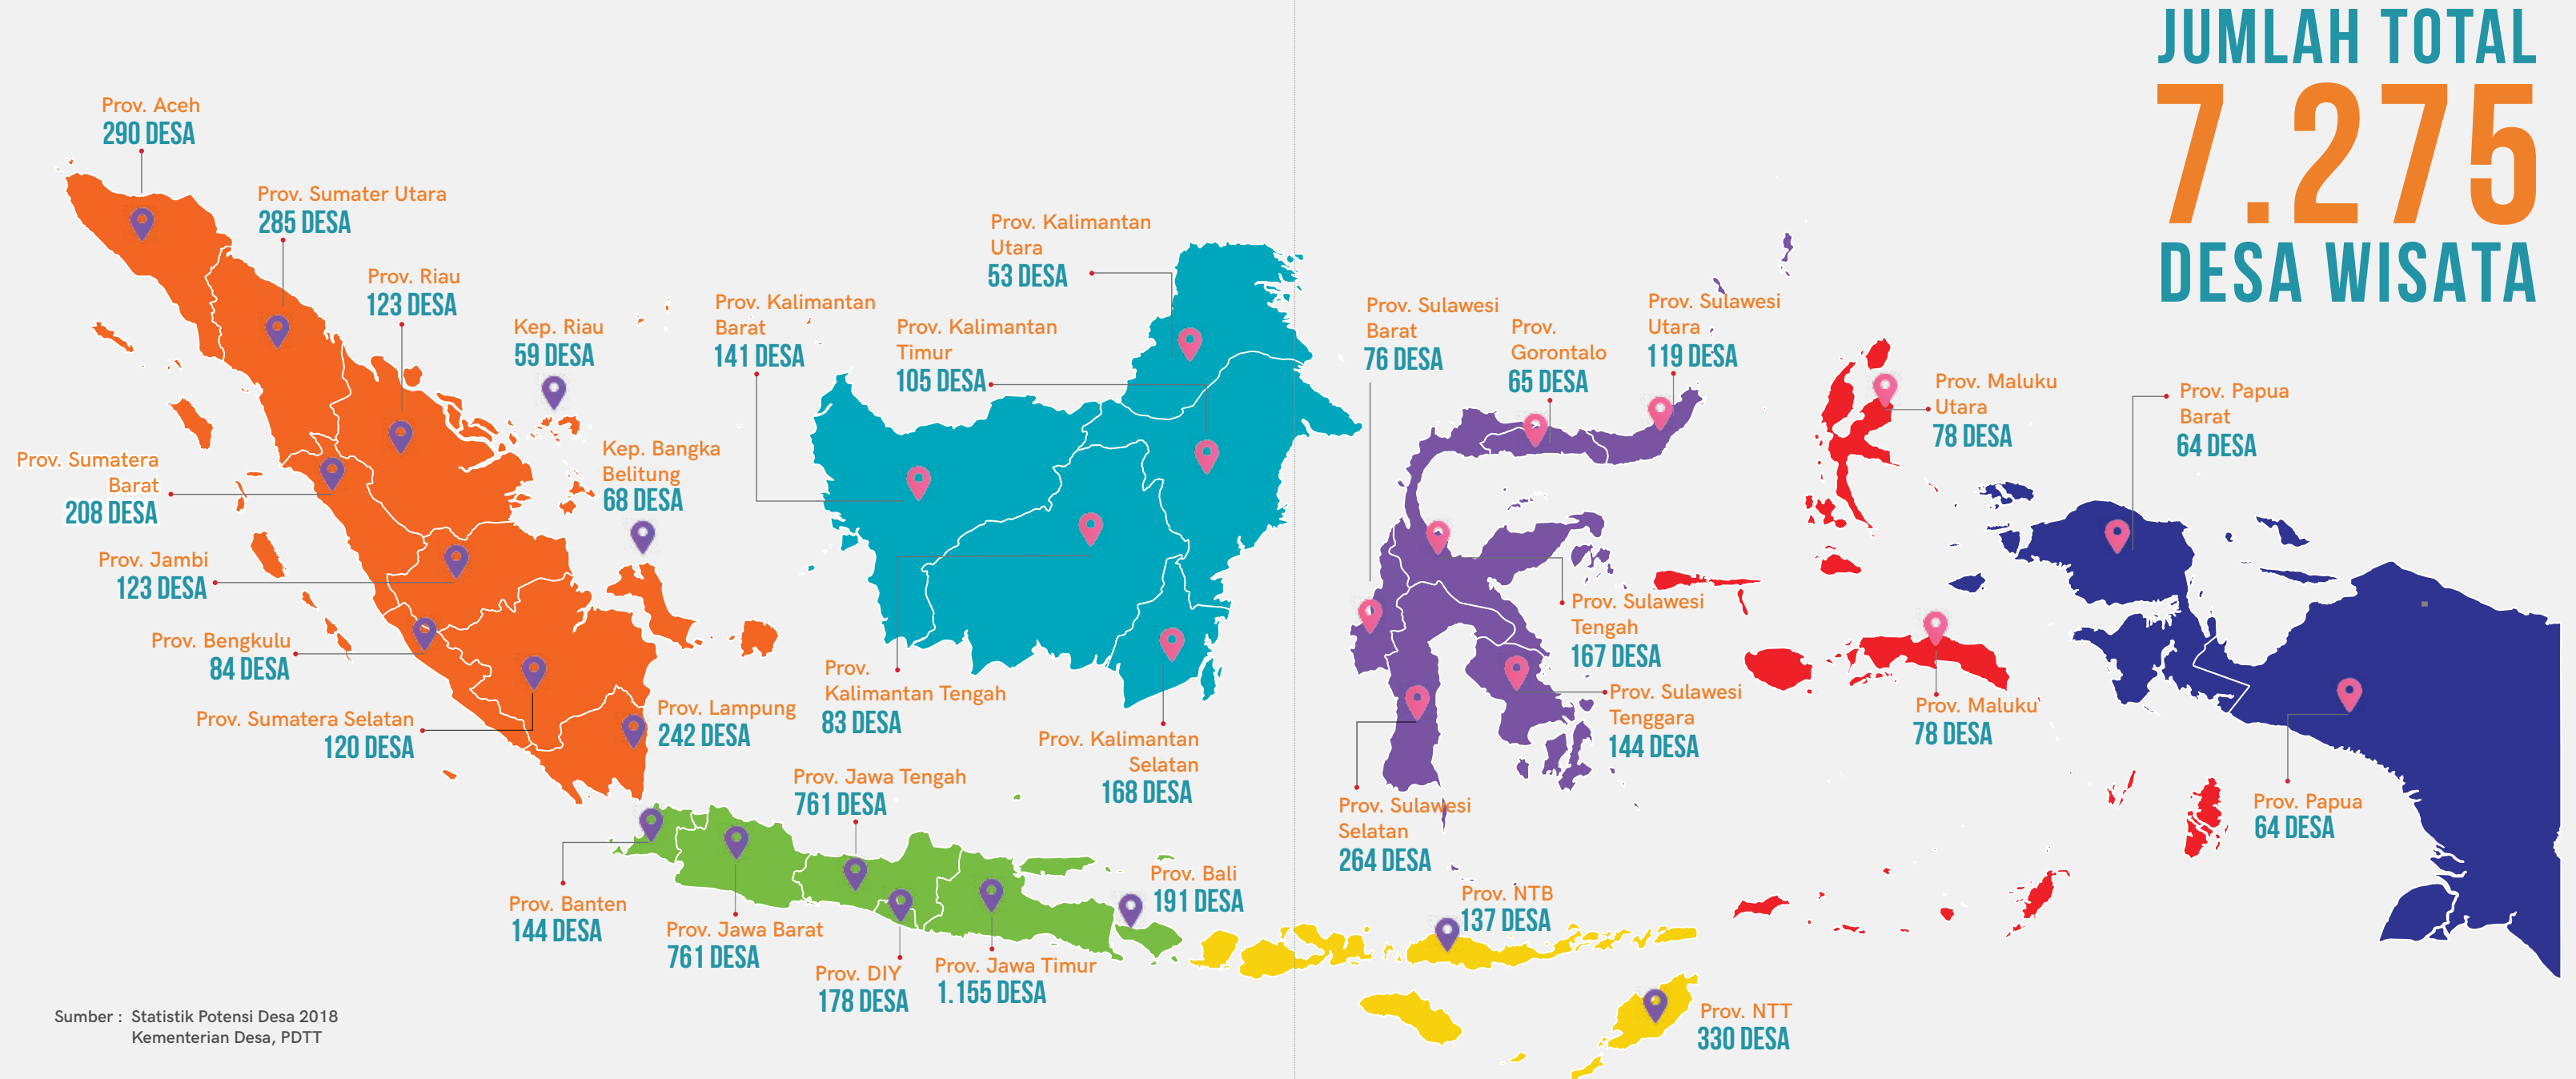 JUMLAH TOTAL
7.275
DESA WISATA
Prov. Aceh
290 DESA
Prov. Sumater Utara
285 DESA
Prov. Riau
123 DESA
Kep. Riau
59 DESA
Prov. Sumatera
Barat
208 DESA
Kep. Bangka
Belitung
68 DESA
Prov. Jambi
123 DESA
Prov. Bengkulu
84 DESA
Prov. Sumatera Selatan
120 DESA
Prov. Lampung
242 DESA
Prov. Kalimantan
Utara
53 DESA
Prov. Kalimantan
Barat
141 DESA
Prov. Kalimantan
Timur
105 DESA
Prov.
Kalimantan Tengah
83 DESA
Prov. Kalimantan
Selatan
168 DESA
Prov. Jawa Tengah
761 DESA
Prov. Banten
144 DESA
Prov. Jawa Barat
761 DESA
Prov. DIY
178 DESA
Prov. Jawa Timur
1.155 DESA
Prov. Bali
191 DESA
Prov. Sulawesi
Barat
76 DESA
Prov.
Gorontalo
65 DESA
Prov. Sulawesi
Utara
119 DESA
Prov. Sulawesi
Tengah
167 DESA
Prov. Sulawesi
Tenggara
144 DESA
Prov. Sulawesi
Selatan
264 DESA
Prov. NTB
137 DESA
Prov. NTT
330 DESA
Prov. Maluku
Utara
78 DESA
Prov. Maluku
78 DESA
Prov. Papua
Barat
64 DESA
Prov. Papua
64 DESA
Sumber : Statistik Potensi Desa 2018
Kementerian Desa, PDTT